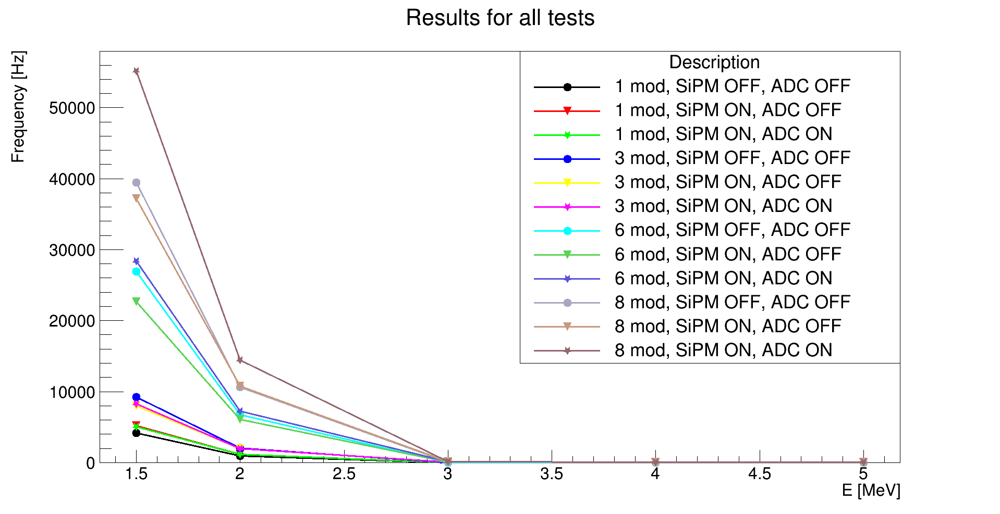 Results for all tests
Frequency [Hz]
50000
40000
30000
20000
10000
0
1.5
2
2.5
3
3.5
4
4.5
5
E [MeV]
Description
1 mod, SiPM OFF, ADC OFF
1 mod, SiPM ON, ADC OFF
1 mod, SiPM ON, ADC ON
3 mod, SiPM OFF, ADC OFF
3 mod, SiPM ON, ADC OFF
3 mod, SiPM ON, ADC ON
6 mod, SiPM OFF, ADC OFF
6 mod, SiPM ON, ADC OFF
6 mod, SiPM ON, ADC ON
8 mod, SiPM OFF, ADC OFF
8 mod, SiPM ON, ADC OFF
8 mod, SiPM ON, ADC ON